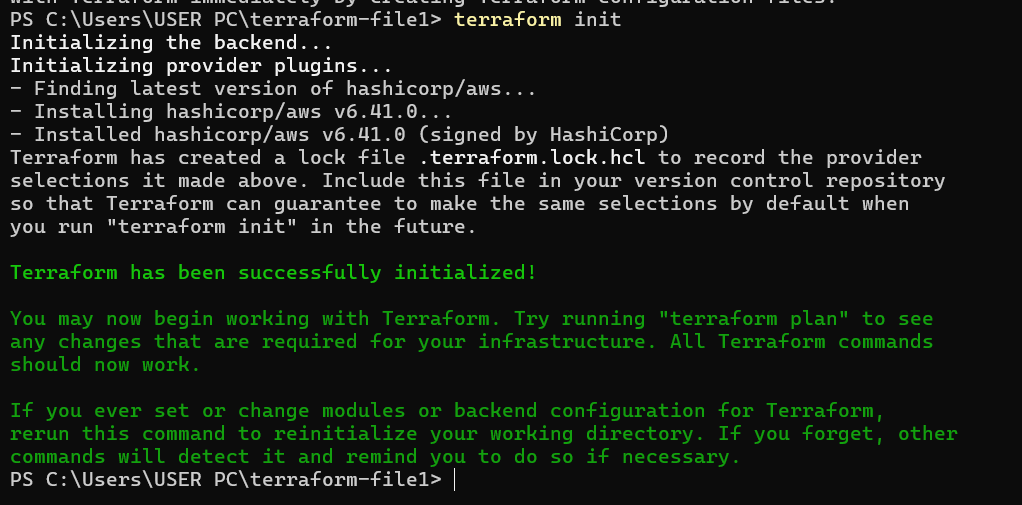 with Terraform immediately by creating Terraform configuration files.
PS C:\Users\USER PC\terraform-file1> terraform init
Initializing the backend...
Initializing provider plugins...
- Finding latest version of hashicorp/aws...
- Installing hashicorp/aws v6.41.0...
- Installed hashicorp/aws v6.41.0 (signed by HashiCorp)
Terraform has created a lock file .terraform.lock.hcl to record the provider
selections it made above. Include this file in your version control repository
so that Terraform can guarantee to make the same selections by default when
you run "terraform init" in the future.
Terraform has been successfully initialized!
You may now begin working with Terraform. Try running "terraform plan" to see
any changes that are required for your infrastructure. All Terraform commands
should now work.
If you ever set or change modules or backend configuration for Terraform,
rerun this command to reinitialize your working directory. If you forget, other
commands will detect it and remind you to do so if necessary.
PS C:\Users\USER PC\terraform-file1>